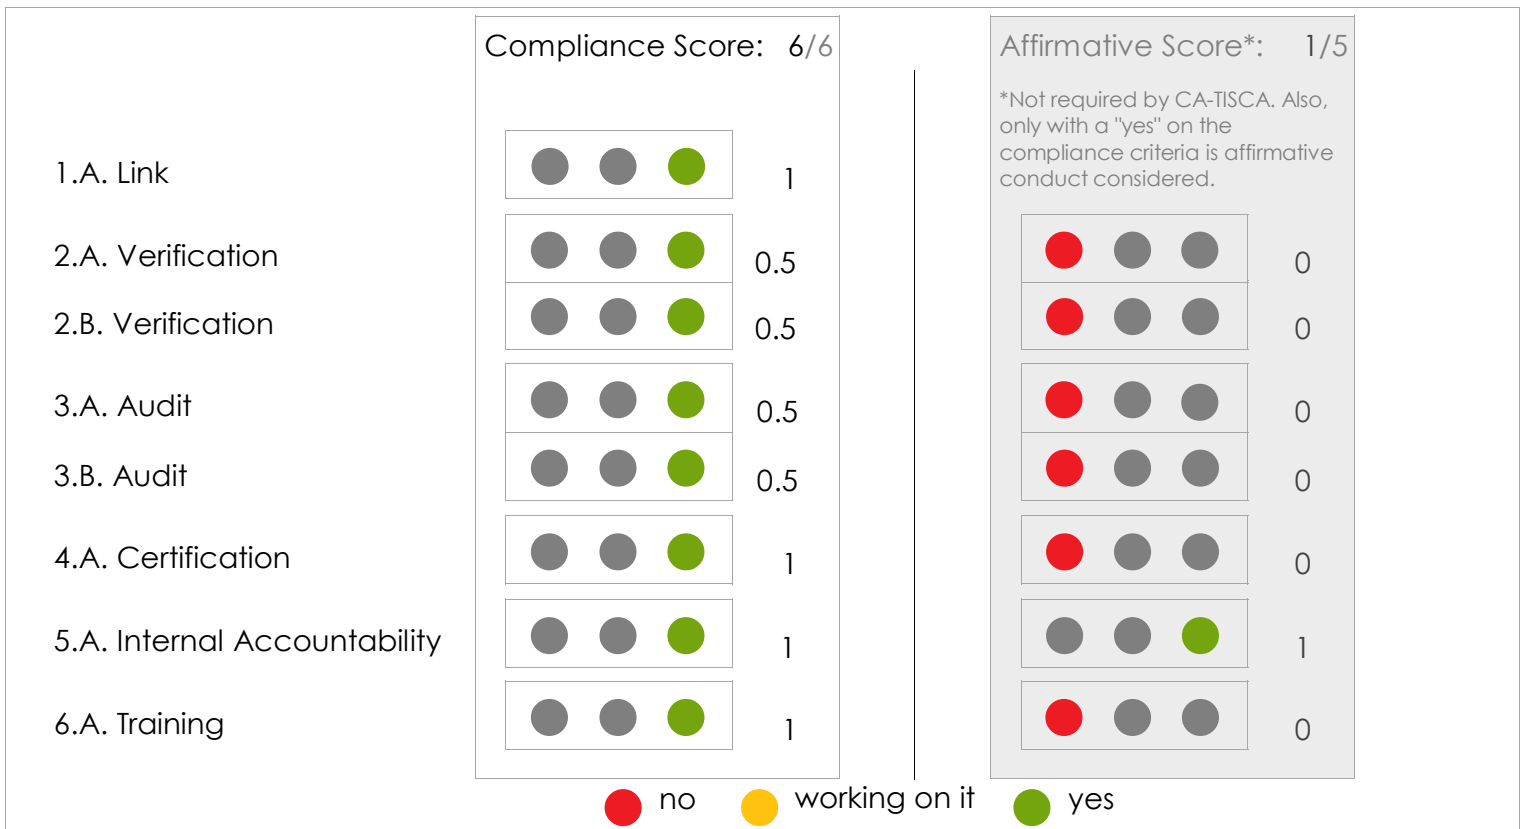 Compliance Score: 6/6
Affirmative Score*: 1/5
*Not required by CA-TISCA. Also,
only with a "yes" on the
compliance criteria is affirmative
conduct considered.
1.A. Link 1
2.A. Verification 0.5 0
2.B. Verification 0.5 0
3.A. Audit 0.5 0
3.B. Audit 0.5 0
4.A. Certification 1 0
5.A. Internal Accountability 1 1
6.A. Training 1 0
no working on it yes